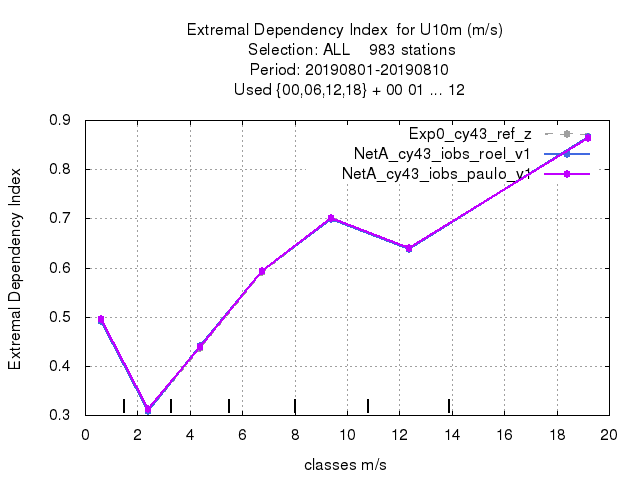 Extremal Dependency Index  for U10m (m/s)
Selection: ALL    983 stations
Period: 20190801-20190810
Used {00,06,12,18} + 00 01 ... 12
Extremal Dependency Index
0.9
0.8
0.7
0.6
0.5
0.4
0.3
Exp0_cy43_ref_z
NetA_cy43_iobs_roel_v1
NetA_cy43_iobs_paulo_v1
0 2 4 6 8 10 12 14 16 18 20
classes m/s